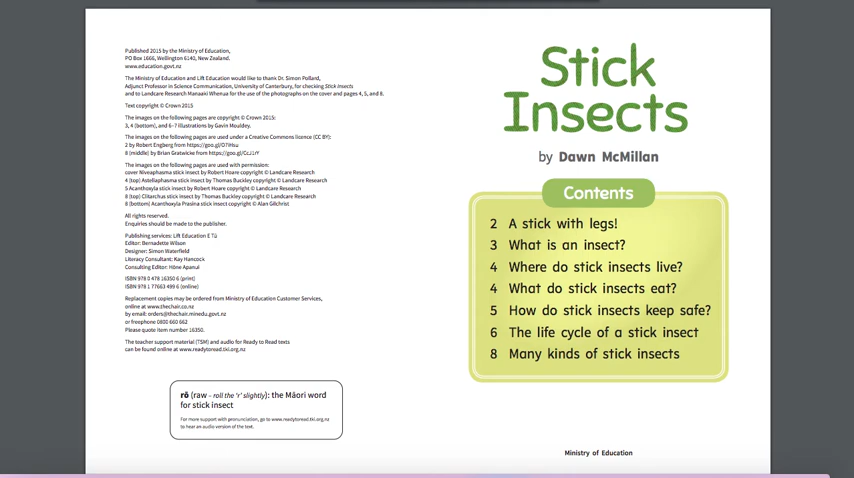 Published 2015 by the Ministry of Education,
PO Box 1666, Wellington 6140, New Zealand.
www.education.govt.nz
The Ministry of Education and Lift Education would like to thank Dr. Simon Pollard,
Adjunct Professor in Science Communication, University of Canterbury, for checking Stick Insects
and to Landcare Research Manaaki Whenua for the use of the photographs on the cover and pages 4, 5, and 8.
Text copyright © Crown 2015
The images on the following pages are copyright © Crown 2015:
3, 4 (bottom), and 6–7 illustrations by Gavin Mouldey.
The images on the following pages are used under a Creative Commons licence (CC BY):
2 by Robert Engberg from
8 (middle) by Brian Gratwicke from
The images on the following pages are used with permission:
cover Niveaphasma stick insect by Robert Hoare copyright © Landcare Research
4 (top) Asteliaphasma stick insect by Thomas Buckley copyright © Landcare Research
5 Acanthoxyla stick insect by Robert Hoare copyright © Landcare Research
8 (top) Clitarchus stick insect by Thomas Buckley copyright © Landcare Research
8 (bottom) Acanthoxyla Prasina stick insect copyright © Alan Gilchrist
All rights reserved.
Enquiries should be made to the publisher.
Publishing services: Lift Education E Tū
Editor: Bernadette Wilson
Designer: Simon Waterfield
Literacy Consultant: Kay Hancock
Consulting Editor: Hōne Apanui
ISBN 978 0 478 16350 6 (print)
ISBN 978 1 77663 499 6 (online)
Replacement copies may be ordered from Ministry of Education Customer Services,
online at www.thechair.co.nz
by email: orders@thechair.minedu.govt.nz
or freephone 0800 660 662
Please quote item number 16350.
The teacher support material (TSM) and audio for Ready to Read texts
can be found online at www.readytoread.tki.org.nz
rō (raw – roll the 'r' slightly): the Māori word
for stick insect
For more support with pronunciation, go to www.readytoread.tki.org.nz
to hear an audio version of the text.
Stick
Insects
by Dawn McMillan
Contents
2 A stick with legs!
3 What is an insect?
4 Where do stick insects live?
4 What do stick insects eat?
5 How do stick insects keep safe?
6 The life cycle of a stick insect
8 Many kinds of stick insects
Ministry of Education